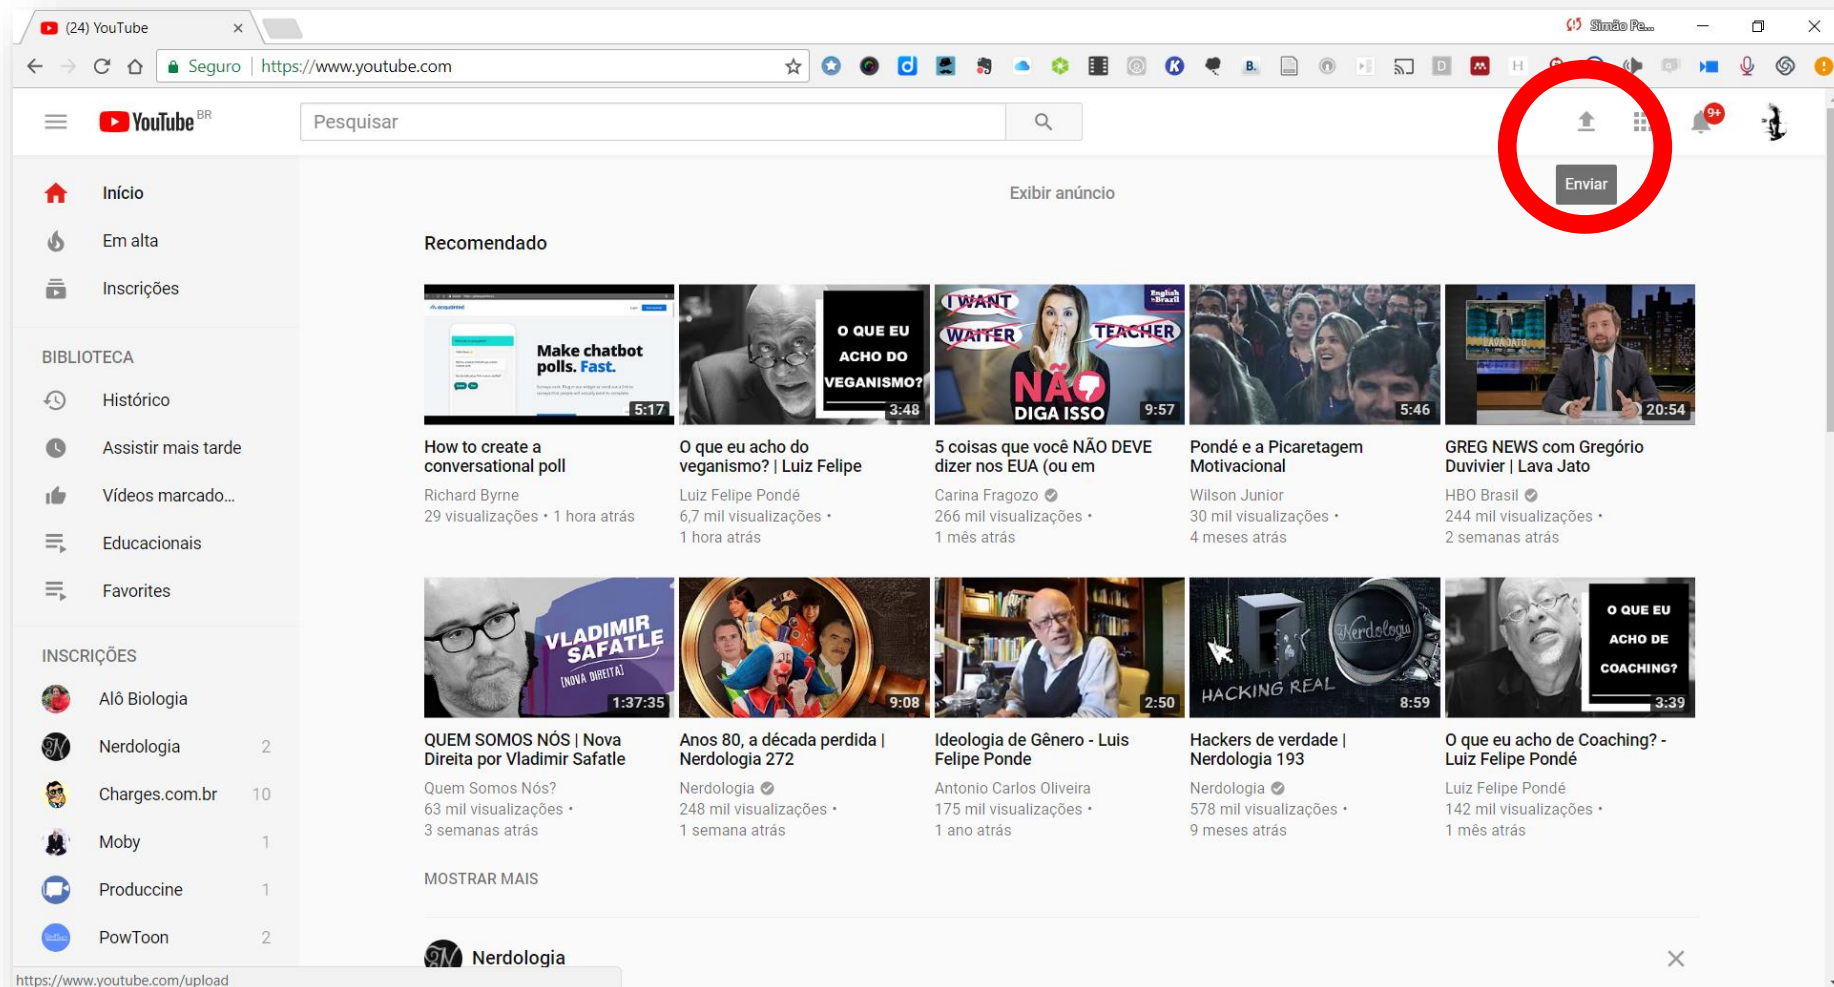 (24) YouTube
Simão Pe...
Seguro | https://www.youtube.com
YouTube BR
Pesquisar
9+
Enviar
Início
Em alta
Inscrições
BIBLIOTECA
Histórico
Assistir mais tarde
Vídeos marcado...
Educacionais
Favorites
INSCRIÇÕES
Alô Biologia
Nerdologia 2
Charges.com.br 10
Moby 1
Produccine 1
PowToon 2
https://www.youtube.com/upload
Exibir anúncio
Recomendado
Make chatbot
polls. Fast.
5:17
How to create a
conversational poll
Richard Byrne
29 visualizações • 1 hora atrás
O QUE EU
ACHO DO
VEGANISMO?
3:48
O que eu acho do
veganismo? | Luiz Felipe
Luiz Felipe Pondé
6,7 mil visualizações •
1 hora atrás
I WANT
WAITER
TEACHER
English
in Brazil
NÃO
DIGA ISSO
9:57
5 coisas que você NÃO DEVE
dizer nos EUA (ou em
Carina Fragozo
266 mil visualizações •
1 mês atrás
5:46
Pondé e a Picaretagem
Motivacional
Wilson Junior
30 mil visualizações •
4 meses atrás
LAVA JATO
20:54
GREG NEWS com Gregório
Duvivier | Lava Jato
HBO Brasil
244 mil visualizações •
2 semanas atrás
VLADIMIR
SAFATLE
[NOVA DIREITA]
1:37:35
QUEM SOMOS NÓS | Nova
Direita por Vladimir Safatle
Quem Somos Nós?
63 mil visualizações •
3 semanas atrás
9:08
Anos 80, a década perdida |
Nerdologia 272
Nerdologia
248 mil visualizações •
1 semana atrás
2:50
Ideologia de Gênero - Luis
Felipe Ponde
Antonio Carlos Oliveira
175 mil visualizações •
1 ano atrás
Nerdologia
HACKING REAL
8:59
Hackers de verdade |
Nerdologia 193
Nerdologia
578 mil visualizações •
9 meses atrás
O QUE EU
ACHO DE
COACHING?
3:39
O que eu acho de Coaching? -
Luiz Felipe Pondé
Luiz Felipe Pondé
142 mil visualizações •
1 mês atrás
MOSTRAR MAIS
Nerdologia